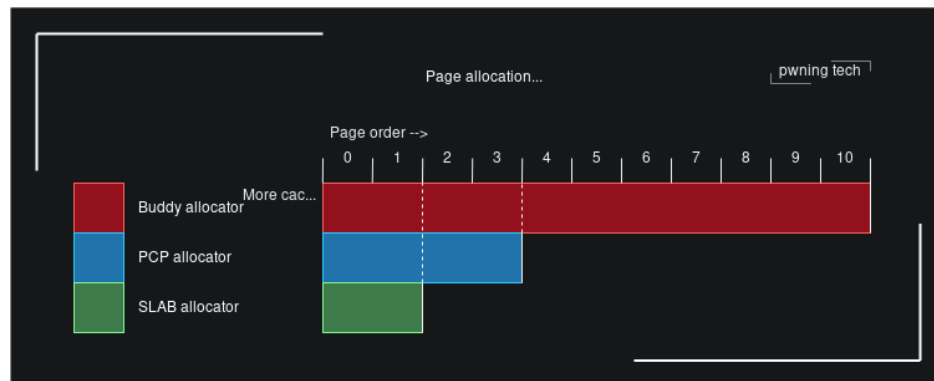 Page allocation...
pwning tech
Page order -->
0 1 2 3 4 5 6 7 8 9 10
More cac...
Buddy allocator
PCP allocator
SLAB allocator